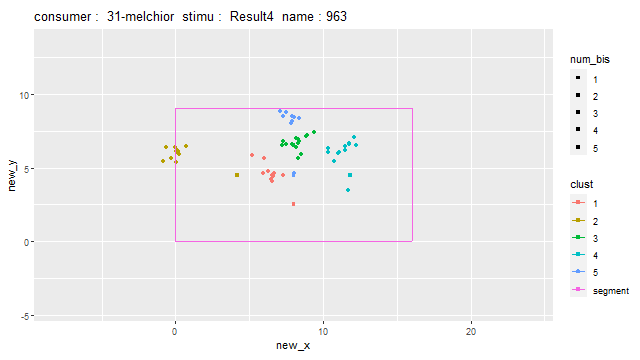 consumer : 31-melchior stimu : Result4 name : 963
new_y
10
5
0
-5
0
10
20
new_x
num_bis
1
2
3
4
5
clust
1
2
3
4
5
segment